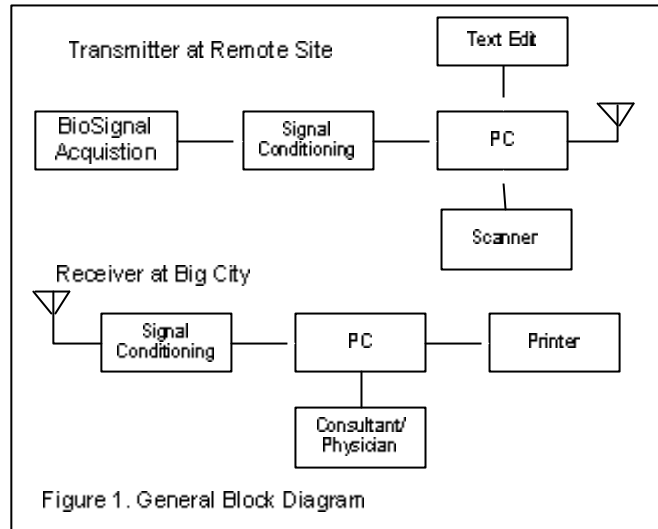 Transmitter at Remote Site
Text Edit
BioSignal
Acquistion
Signal
Conditioning
PC
Scanner
Receiver at Big City
Signal
Conditioning
PC
Printer
Consultant/
Physician
Figure 1. General Block Diagram